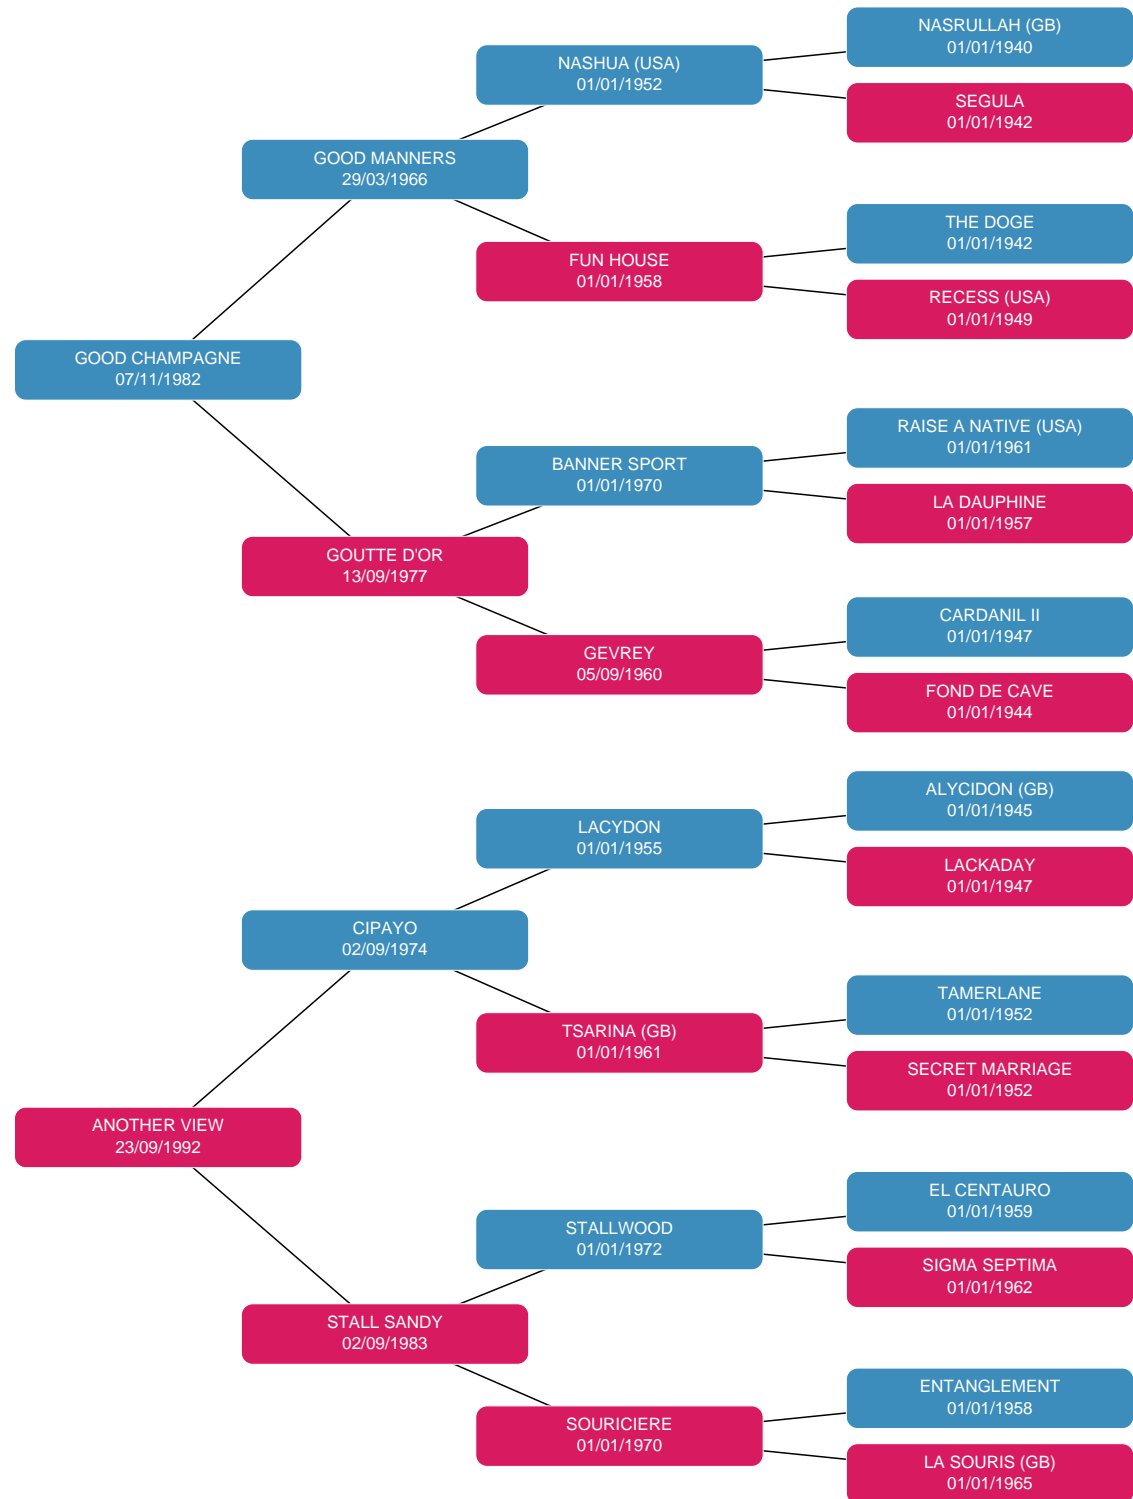 NASRULLAH (GB)
01/01/1940
NASHUA (USA)
01/01/1952
SEGULA
01/01/1942
GOOD MANNERS
29/03/1966
THE DOGE
01/01/1942
FUN HOUSE
01/01/1958
RECESS (USA)
01/01/1949
GOOD CHAMPAGNE
07/11/1982
RAISE A NATIVE (USA)
01/01/1961
BANNER SPORT
01/01/1970
LA DAUPHINE
01/01/1957
GOUTTE D'OR
13/09/1977
CARDANIL II
01/01/1947
GEVREY
05/09/1960
FOND DE CAVE
01/01/1944
ALYCIDON (GB)
01/01/1945
LACYDON
01/01/1955
LACKADAY
01/01/1947
CIPAYO
02/09/1974
TAMERLANE
01/01/1952
TSARINA (GB)
01/01/1961
SECRET MARRIAGE
01/01/1952
ANOTHER VIEW
23/09/1992
EL CENTAURO
01/01/1959
STALLWOOD
01/01/1972
SIGMA SEPTIMA
01/01/1962
STALL SANDY
02/09/1983
ENTANGLEMENT
01/01/1958
SOURICIERE
01/01/1970
LA SOURIS (GB)
01/01/1965